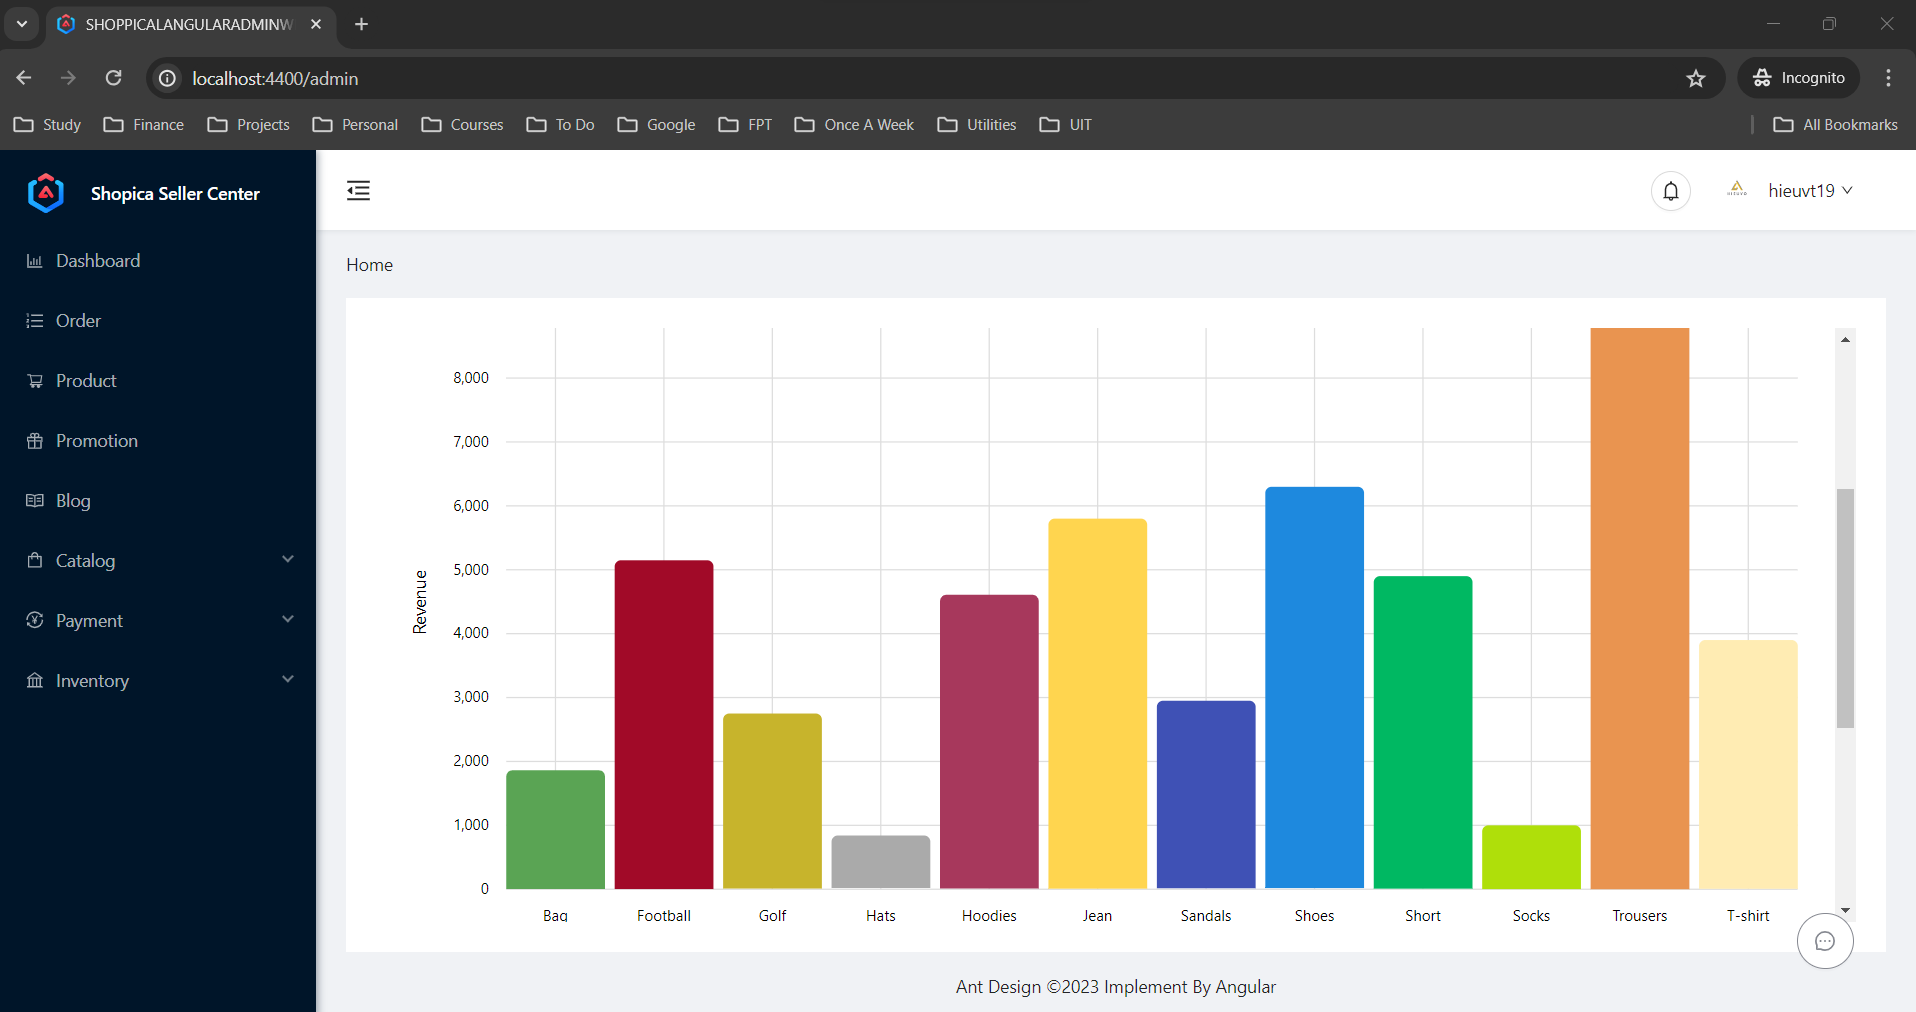 SHOPPICALANGULARADMINW
localhost:4400/admin
Incognito
Study Finance Projects Personal Courses To Do Google FPT Once A Week Utilities UIT All Bookmarks
Shopica Seller Center
hieuvt19
Dashboard
Order
Product
Promotion
Blog
Catalog
Payment
Inventory
Home
8,000
7,000
6,000
5,000
4,000
3,000
2,000
1,000
0
Revenue
Bag Football Golf Hats Hoodies Jean Sandals Shoes Short Socks Trousers T-shirt
Ant Design ©2023 Implement By Angular